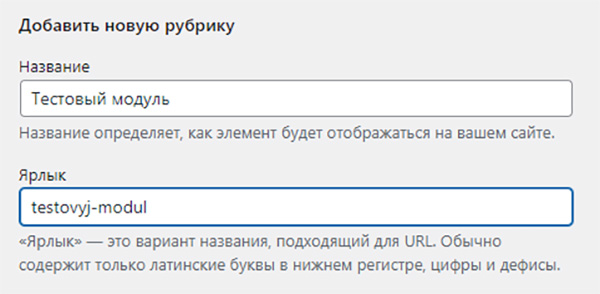 Добавить новую рубрику
Название
Тестовый модуль
Название определяет, как элемент будет отображаться на вашем сайте.
Ярлык
testovyj-modul
«Ярлык» — это вариант названия, подходящий для URL. Обычно
содержит только латинские буквы в нижнем регистре, цифры и дефисы.